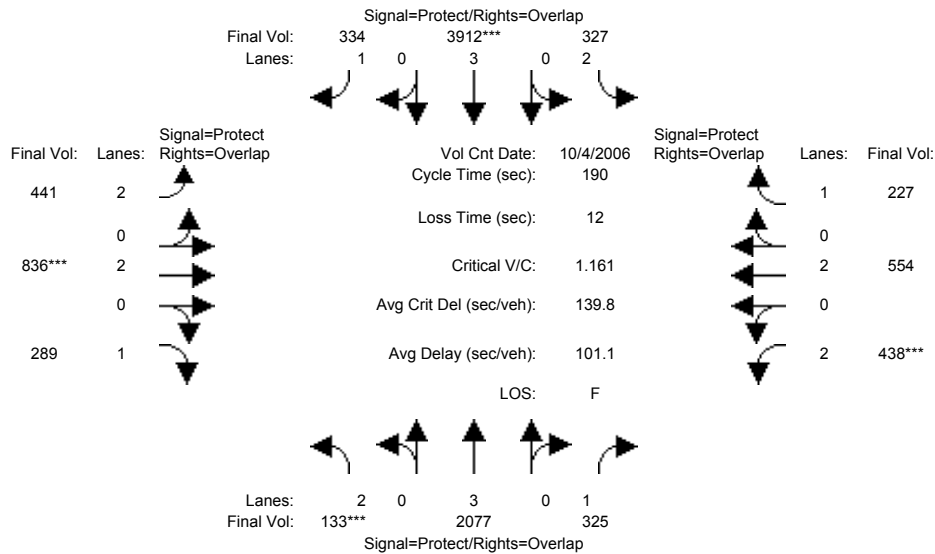 Signal=Protect/Rights=Overlap
Final Vol: 334 3912*** 327
Lanes: 1 0 3 0 2
Signal=Protect Signal=Protect
Final Vol: Lanes: Rights=Overlap Vol Cnt Date: 10/4/2006 Rights=Overlap Lanes: Final Vol:
Cycle Time (sec): 190
441 2 1 227
Loss Time (sec): 12
0 0
836*** 2 Critical V/C: 1.161 2 554
0 Avg Crit Del (sec/veh): 139.8 0
289 1 Avg Delay (sec/veh): 101.1 2 438***
LOS: F
Lanes: 2 0 3 0 1
Final Vol: 133*** 2077 325
Signal=Protect/Rights=Overlap